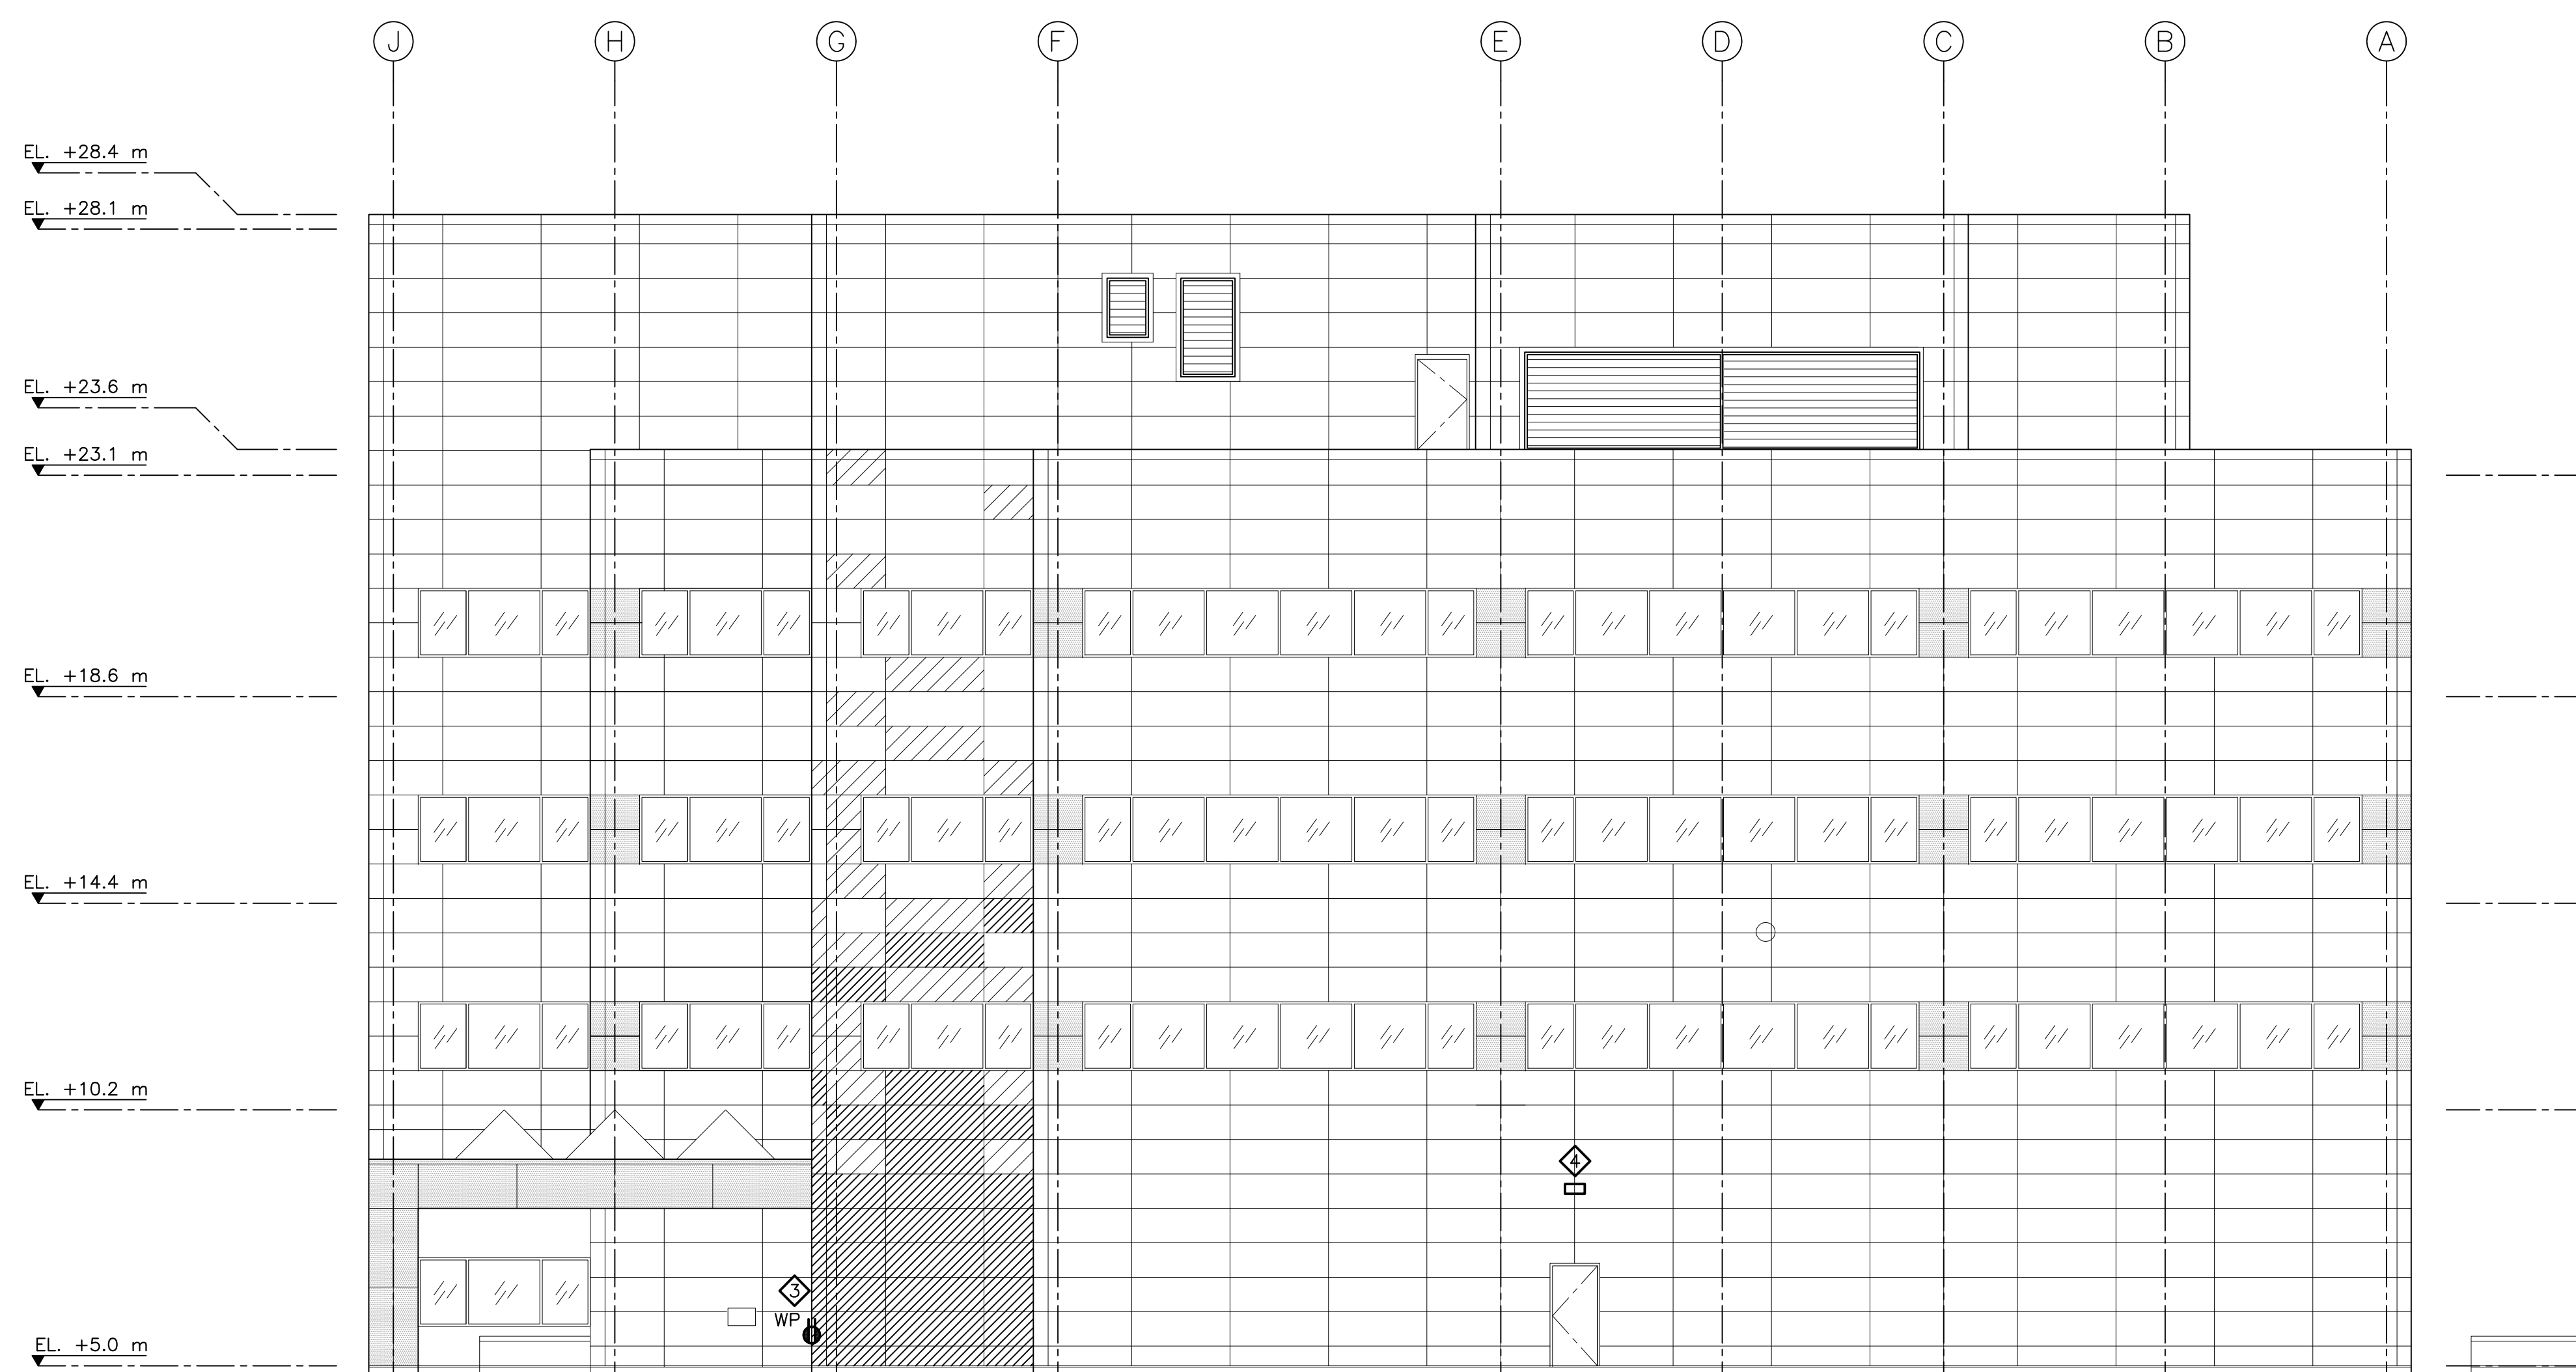 J H G F E D C B A
EL. +28.4 m
EL. +28.1 m
EL. +23.6 m
EL. +23.1 m
EL. +18.6 m
EL. +14.4 m
EL. +10.2 m
4
3
WP
EL. +5.0 m